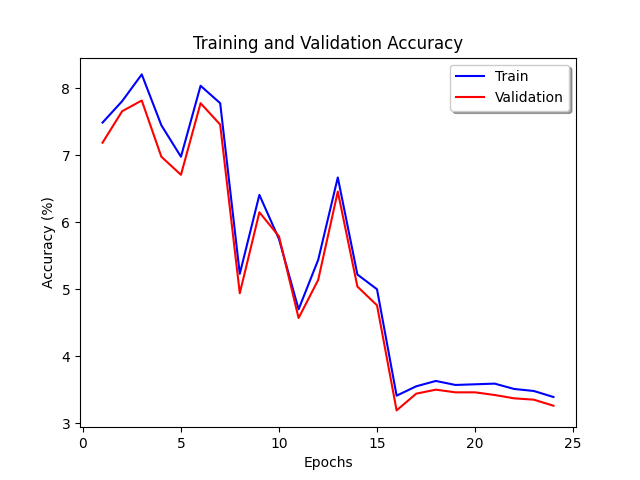 Training and Validation Accuracy
Train
Validation
Accuracy (%)
8
7
6
5
4
3
0 5 10 15 20 25
Epochs